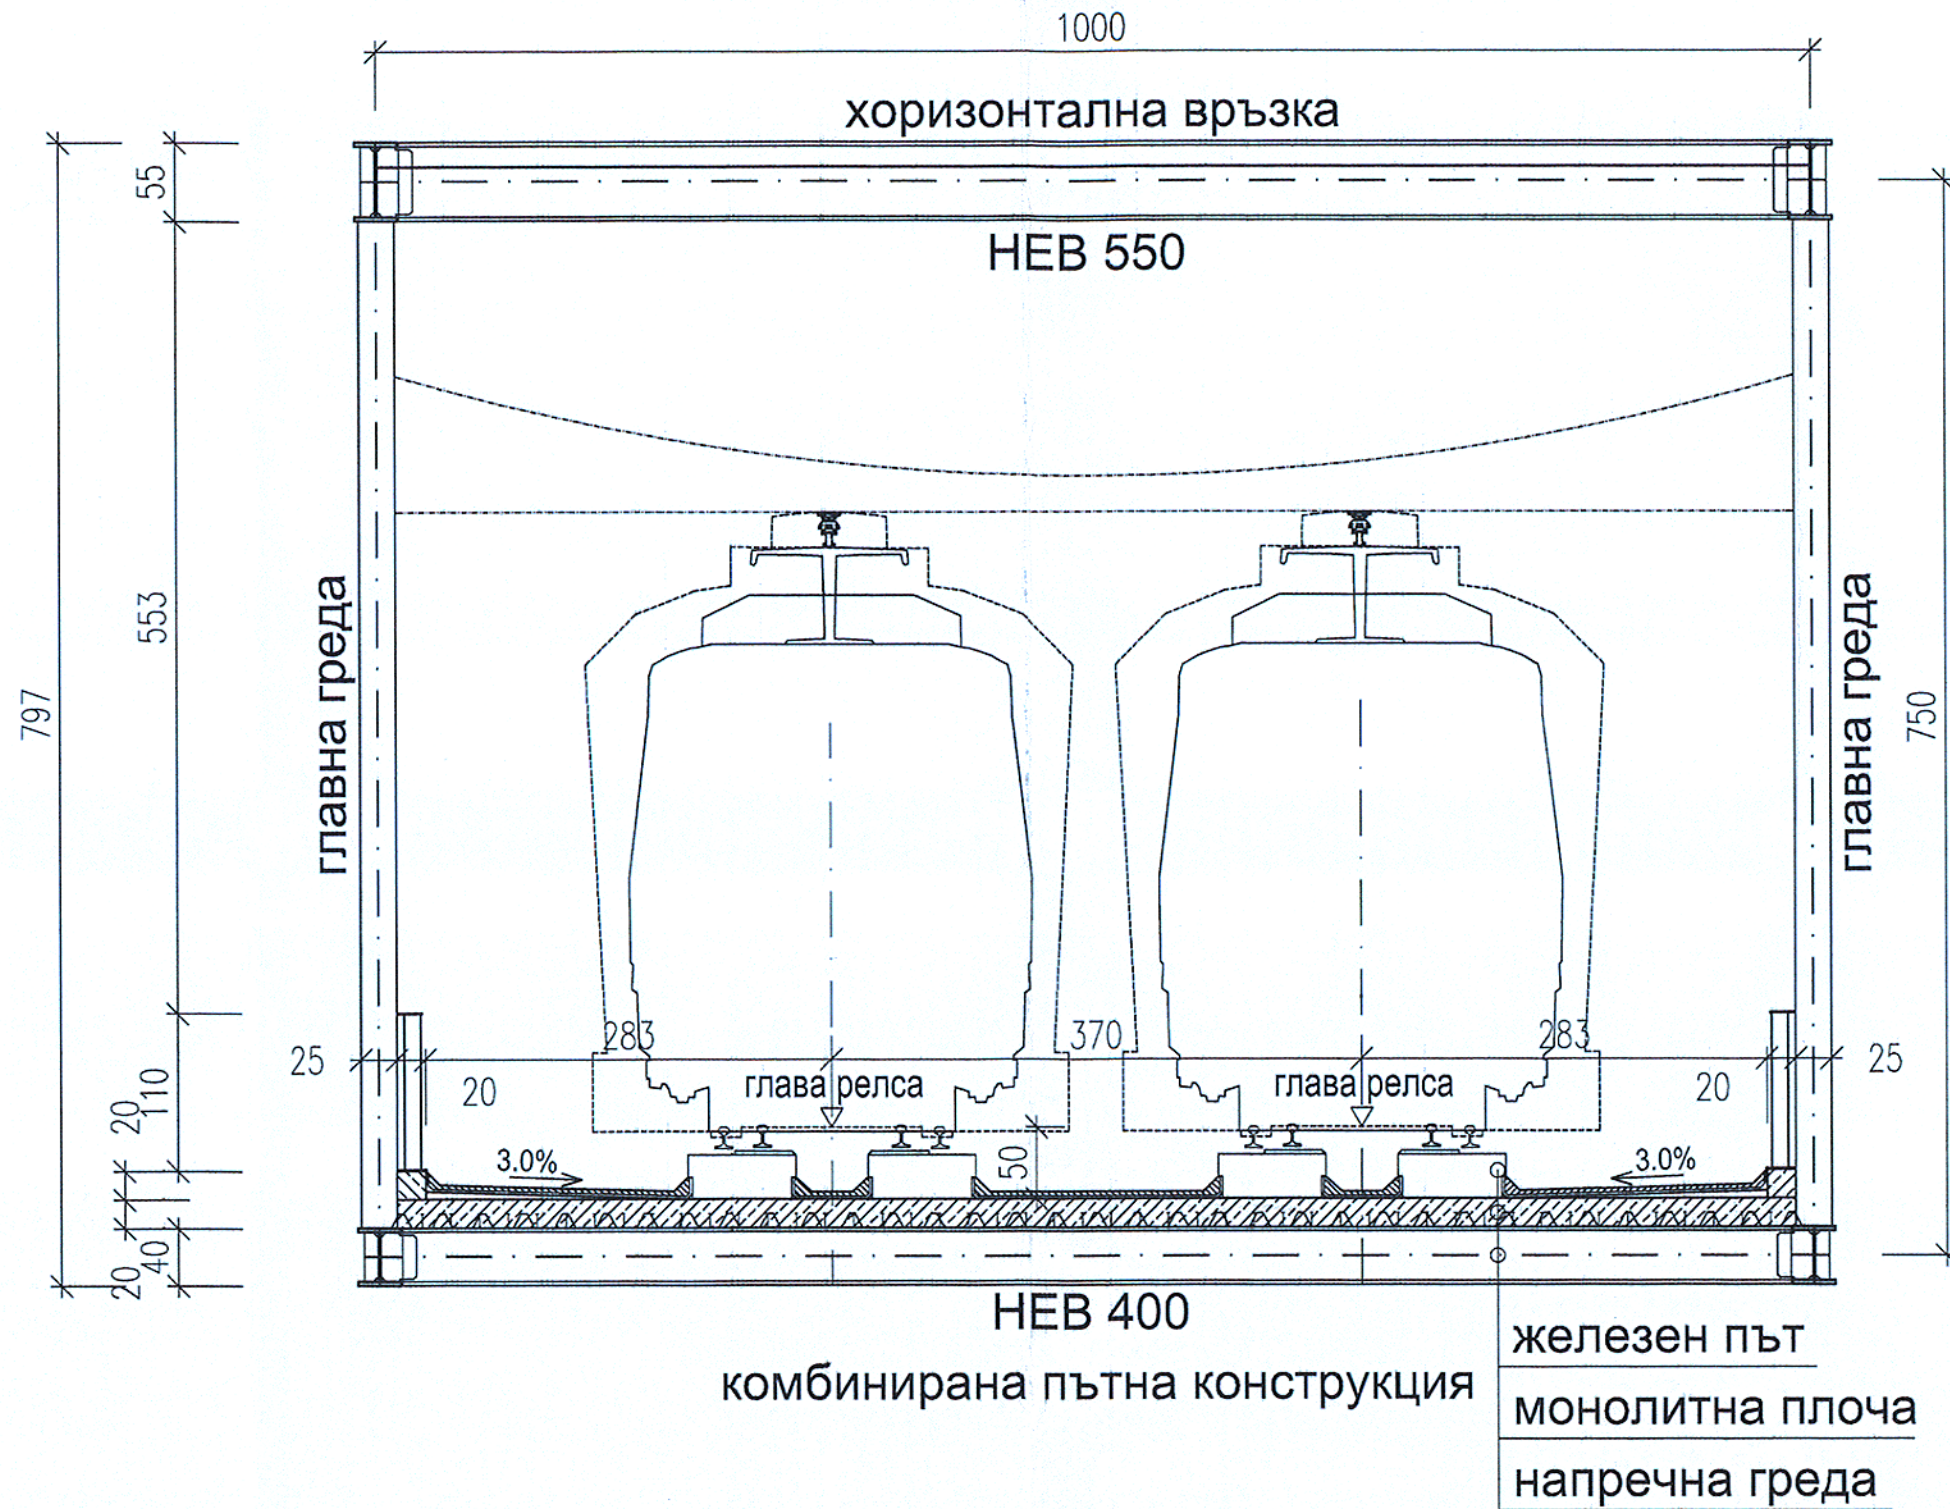 1000
хоризонтална връзка
55
HEB 550
553
797
главна греда
главна греда
750
283
370
283
25
25
20
глава релса
глава релса
20
110
20
50
3.0%
3.0%
40
20
HEB 400
железен път
комбинирана пътна конструкция
монолитна плоча
напречна греда